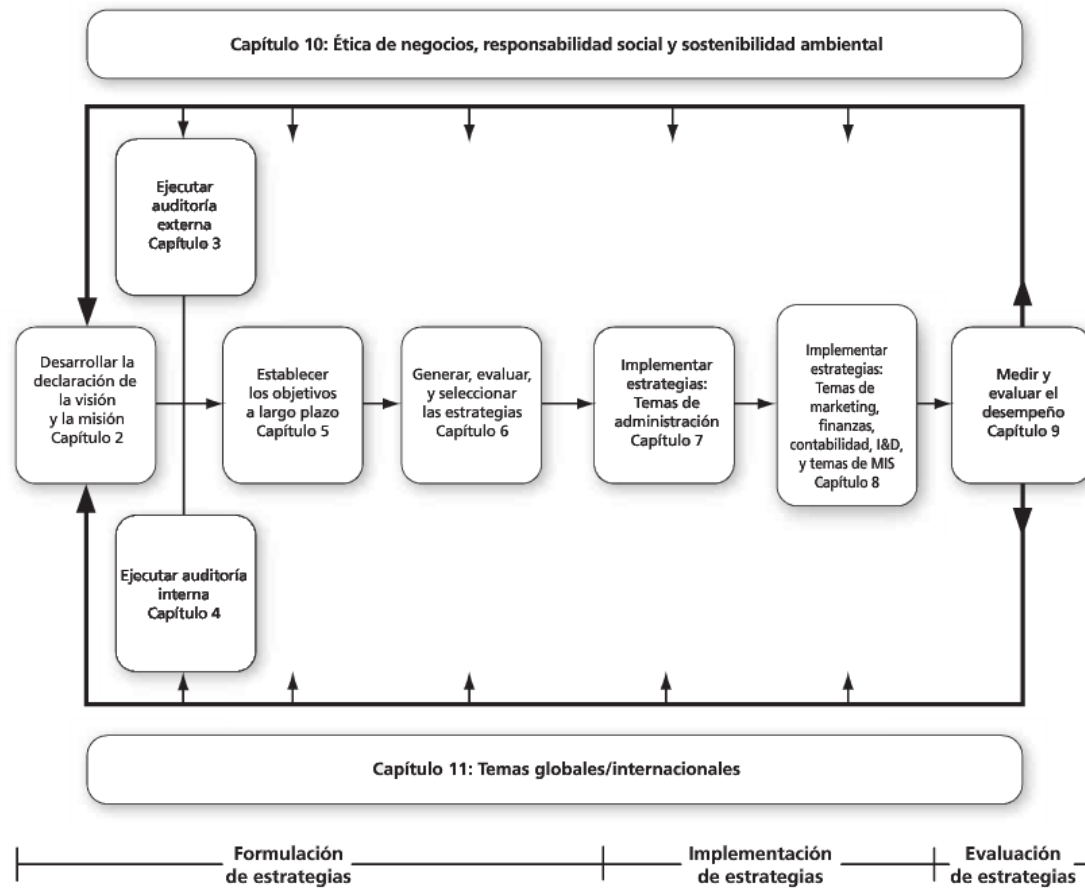 Capítulo 10: Ética de negocios, responsabilidad social y sostenibilidad ambiental
Ejecutar
auditoría
externa
Capítulo 3
Desarrollar la
declaración de
la visión
y la misión
Capítulo 2
Establecer
los objetivos
a largo plazo
Capítulo 5
Generar, evaluar,
y seleccionar
las estrategias
Capítulo 6
Implementar
estrategias:
Temas de
administración
Capítulo 7
Implementar
estrategias:
Temas de
marketing,
finanzas,
contabilidad, I&D,
y temas de MIS
Capítulo 8
Medir y
evaluar el
desempeño
Capítulo 9
Ejecutar auditoría
interna
Capítulo 4
Capítulo 11: Temas globales/internacionales
Formulación
de estrategias
Implementación
de estrategias
Evaluación
de estrategias